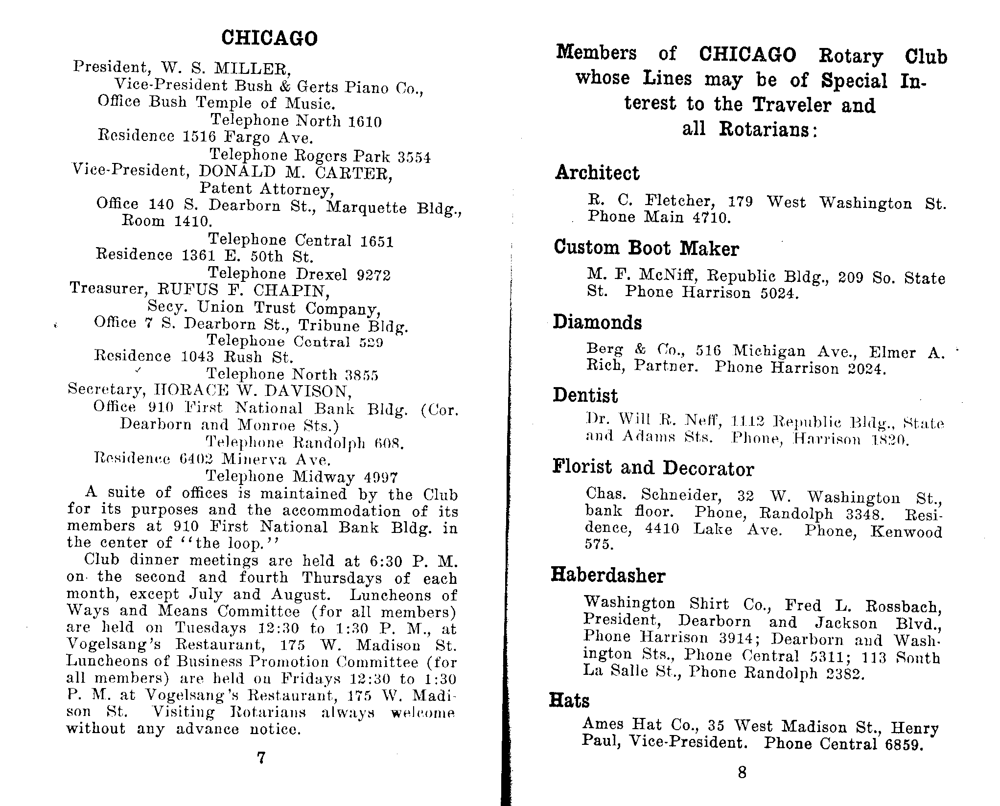 CHICAGO
President, W. S. MILLER,
Vice-President Bush & Gerts Piano Co.,
Office Bush Temple of Music.
Telephone North 1610
Residence 1516 Fargo Ave.
Telephone Rogers Park 3554
Vice-President, DONALD M. CARTER,
Patent Attorney,
Office 140 S. Dearborn St., Marquette Bldg.,
Room 1410.
Telephone Central 1651
Residence 1361 E. 50th St.
Telephone Drexel 9272
Treasurer, RUFUS F. CHAPIN,
Secy. Union Trust Company,
Office 7 S. Dearborn St., Tribune Bldg.
Telephone Central 529
Residence 1043 Rush St.
Telephone North 3855
Secretary, HORACE W. DAVISON,
Office 910 First National Bank Bldg. (Cor.
Dearborn and Monroe Sts.)
Telephone Randolph 608.
Residence 6402 Minerva Ave.
Telephone Midway 4997
A suite of offices is maintained by the Club
for its purposes and the accommodation of its
members at 910 First National Bank Bldg. in
the center of "the loop."
Club dinner meetings are held at 6:30 P. M.
on the second and fourth Thursdays of each
month, except July and August. Luncheons of
Ways and Means Committee (for all members)
are held on Tuesdays 12:30 to 1:30 P. M., at
Vogelsang's Restaurant, 175 W. Madison St.
Luncheons of Business Promotion Committee (for
all members) are held on Fridays 12:30 to 1:30
P. M. at Vogelsang's Restaurant, 175 W. Madi-
son St. Visiting Rotarians always welcome
without any advance notice.
7
Members of CHICAGO Rotary Club
whose Lines may be of Special In-
terest to the Traveler and
all Rotarians:
Architect
R. C. Fletcher, 179 West Washington St.
Phone Main 4710.
Custom Boot Maker
M. F. McNiff, Republic Bldg., 209 So. State
St. Phone Harrison 5024.
Diamonds
Berg & Co., 516 Michigan Ave., Elmer A.
Rich, Partner. Phone Harrison 2024.
Dentist
Dr. Will R. Neff, 1112 Republic Bldg., State
and Adams Sts. Phone, Harrison 1820.
Florist and Decorator
Chas. Schneider, 32 W. Washington St.,
bank floor. Phone, Randolph 3348. Resi-
dence, 4410 Lake Ave. Phone, Kenwood
575.
Haberdasher
Washington Shirt Co., Fred L. Rossbach,
President, Dearborn and Jackson Blvd.,
Phone Harrison 3914; Dearborn and Wash-
ington Sts., Phone Central 5311; 113 South
La Salle St., Phone Randolph 2382.
Hats
Ames Hat Co., 35 West Madison St., Henry
Paul, Vice-President. Phone Central 6859.
8